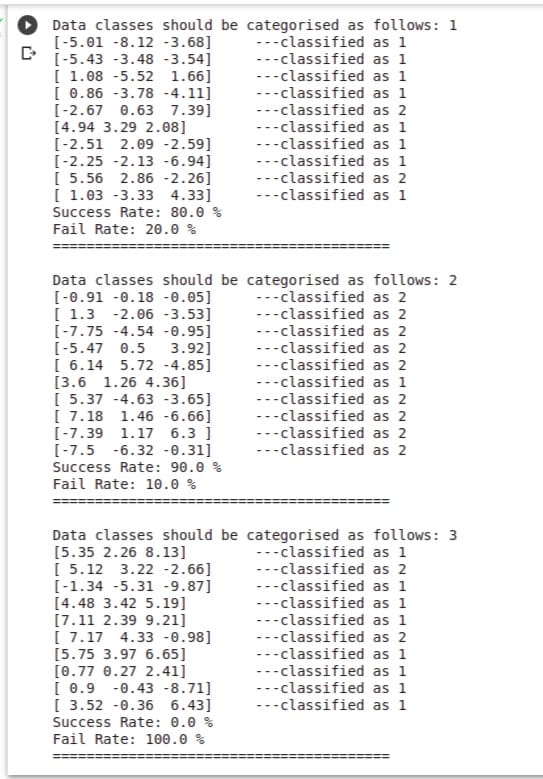 Data classes should be categorised as follows: 1
[-5.01 -8.12 -3.68]     ---classified as 1
[-5.43 -3.48 -3.54]     ---classified as 1
[ 1.08 -5.52  1.66]     ---classified as 1
[ 0.86 -3.78 -4.11]     ---classified as 1
[-2.67  0.63  7.39]     ---classified as 2
[4.94 3.29 2.08]        ---classified as 1
[-2.51  2.09 -2.59]     ---classified as 1
[-2.25 -2.13 -6.94]     ---classified as 1
[ 5.56  2.86 -2.26]     ---classified as 2
[ 1.03 -3.33  4.33]     ---classified as 1
Success Rate: 80.0 %
Fail Rate: 20.0 %
========================================
Data classes should be categorised as follows: 2
[-0.91 -0.18 -0.05]     ---classified as 2
[ 1.3  -2.06 -3.53]     ---classified as 2
[-7.75 -4.54 -0.95]     ---classified as 2
[-5.47  0.5   3.92]     ---classified as 2
[ 6.14  5.72 -4.85]     ---classified as 2
[3.6  1.26 4.36]        ---classified as 1
[ 5.37 -4.63 -3.65]     ---classified as 2
[ 7.18  1.46 -6.66]     ---classified as 2
[-7.39  1.17  6.3 ]     ---classified as 2
[-7.5  -6.32 -0.31]     ---classified as 2
Success Rate: 90.0 %
Fail Rate: 10.0 %
========================================
Data classes should be categorised as follows: 3
[5.35 2.26 8.13]        ---classified as 1
[ 5.12  3.22 -2.66]     ---classified as 2
[-1.34 -5.31 -9.87]     ---classified as 1
[4.48 3.42 5.19]        ---classified as 1
[7.11 2.39 9.21]        ---classified as 1
[ 7.17  4.33 -0.98]     ---classified as 2
[5.75 3.97 6.65]        ---classified as 1
[0.77 0.27 2.41]        ---classified as 1
[ 0.9  -0.43 -8.71]     ---classified as 1
[ 3.52 -0.36  6.43]     ---classified as 1
Success Rate: 0.0 %
Fail Rate: 100.0 %
========================================